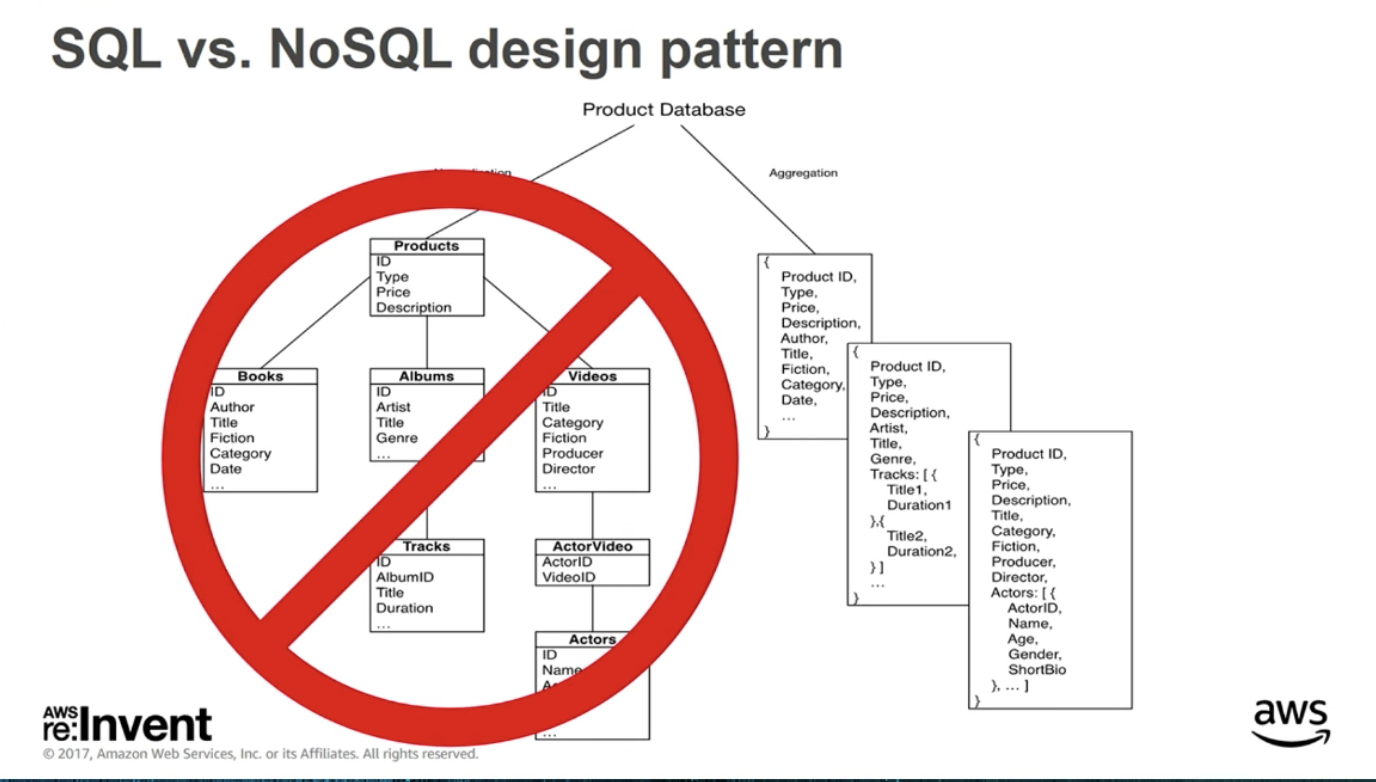 SQL vs. NoSQL design pattern
Product Database
Aggregation
Products
ID
Type
Price
Description
Books
ID
Author
Title
Fiction
Category
Date
...
Albums
ID
Artist
Title
Genre
...
Videos
ID
Title
Category
Fiction
Producer
Director
...
Tracks
ID
AlbumID
Title
Duration
...
ActorVideo
ActorID
VideoID
Actors
ID
Name
...
{
Product ID,
Type,
Price,
Description,
Author,
Title,
Fiction,
Category,
Date,
...
}
{
Product ID,
Type,
Price,
Description,
Artist,
Title,
Genre,
Tracks: [ {
Title1,
Duration1
},{
Title2,
Duration2,
} ]
...
}
{
Product ID,
Type,
Price,
Description,
Title,
Category,
Fiction,
Producer,
Director,
Actors: [ {
ActorID,
Name,
Age,
Gender,
ShortBio
}, ... ]
}
AWS
re:Invent
© 2017, Amazon Web Services, Inc. or its Affiliates. All rights reserved.
aws